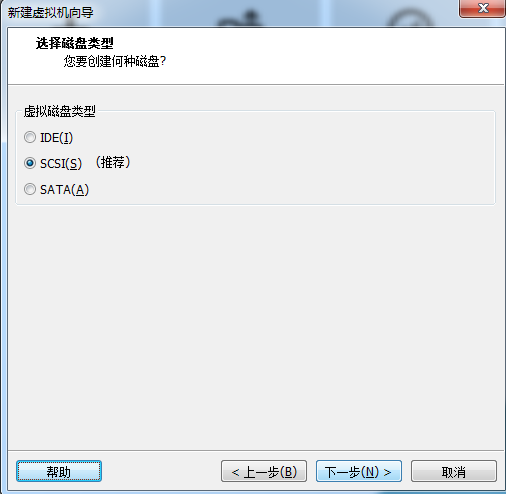 新建虚拟机向导
选择磁盘类型
您要创建何种磁盘?
虚拟磁盘类型
IDE(I)
SCSI(S) （推荐）
SATA(A)
帮助 < 上一步(B) 下一步(N) > 取消